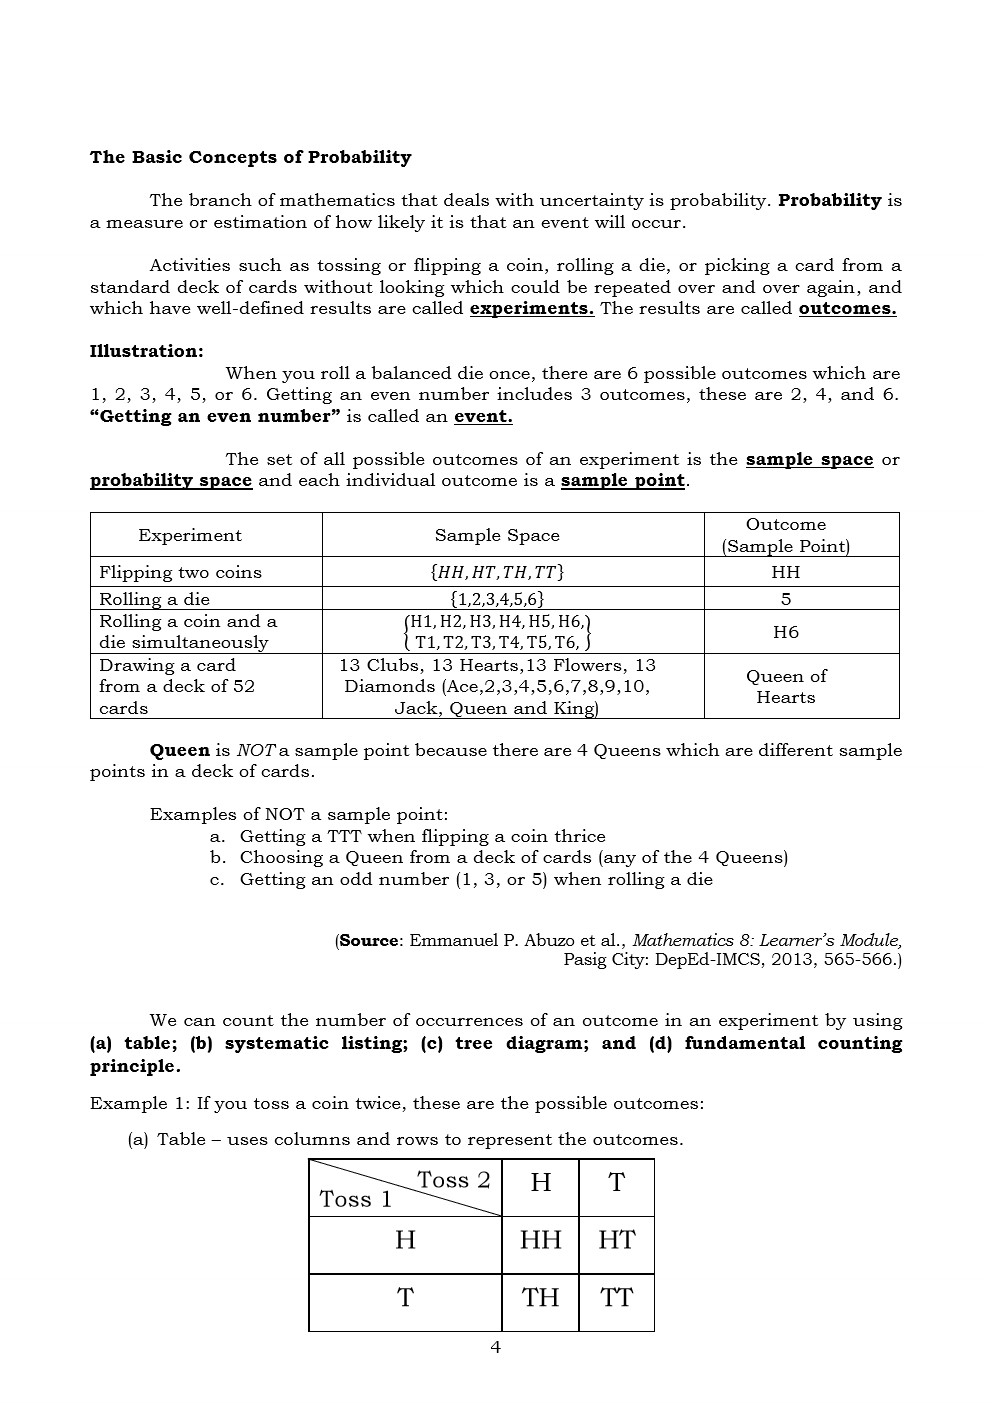 The Basic Concepts of Probability
The branch of mathematics that deals with uncertainty is probability. Probability is
a measure or estimation of how likely it is that an event will occur.
Activities such as tossing or flipping a coin, rolling a die, or picking a card from a
standard deck of cards without looking which could be repeated over and over again, and
which have well-defined results are called experiments. The results are called outcomes.
Illustration:
When you roll a balanced die once, there are 6 possible outcomes which are
1, 2, 3, 4, 5, or 6. Getting an even number includes 3 outcomes, these are 2, 4, and 6.
“Getting an even number” is called an event.
The set of all possible outcomes of an experiment is the sample space or
probability space and each individual outcome is a sample point.
Experiment
Sample Space
Outcome
(Sample Point)
Flipping two coins
{HH, HT, TH, TT}
HH
Rolling a die
{1,2,3,4,5,6}
5
Rolling a coin and a
die simultaneously
{H1, H2, H3, H4, H5, H6,
T1, T2, T3, T4, T5, T6, }
H6
Drawing a card
from a deck of 52
cards
13 Clubs, 13 Hearts,13 Flowers, 13
Diamonds (Ace,2,3,4,5,6,7,8,9,10,
Jack, Queen and King)
Queen of
Hearts
Queen is NOT a sample point because there are 4 Queens which are different sample
points in a deck of cards.
Examples of NOT a sample point:
a. Getting a TTT when flipping a coin thrice
b. Choosing a Queen from a deck of cards (any of the 4 Queens)
c. Getting an odd number (1, 3, or 5) when rolling a die
(Source: Emmanuel P. Abuzo et al., Mathematics 8: Learner’s Module,
Pasig City: DepEd-IMCS, 2013, 565-566.)
We can count the number of occurrences of an outcome in an experiment by using
(a) table; (b) systematic listing; (c) tree diagram; and (d) fundamental counting
principle.
Example 1: If you toss a coin twice, these are the possible outcomes:
(a) Table – uses columns and rows to represent the outcomes.
Toss 2
Toss 1
H
T
H
HH
HT
T
TH
TT
4